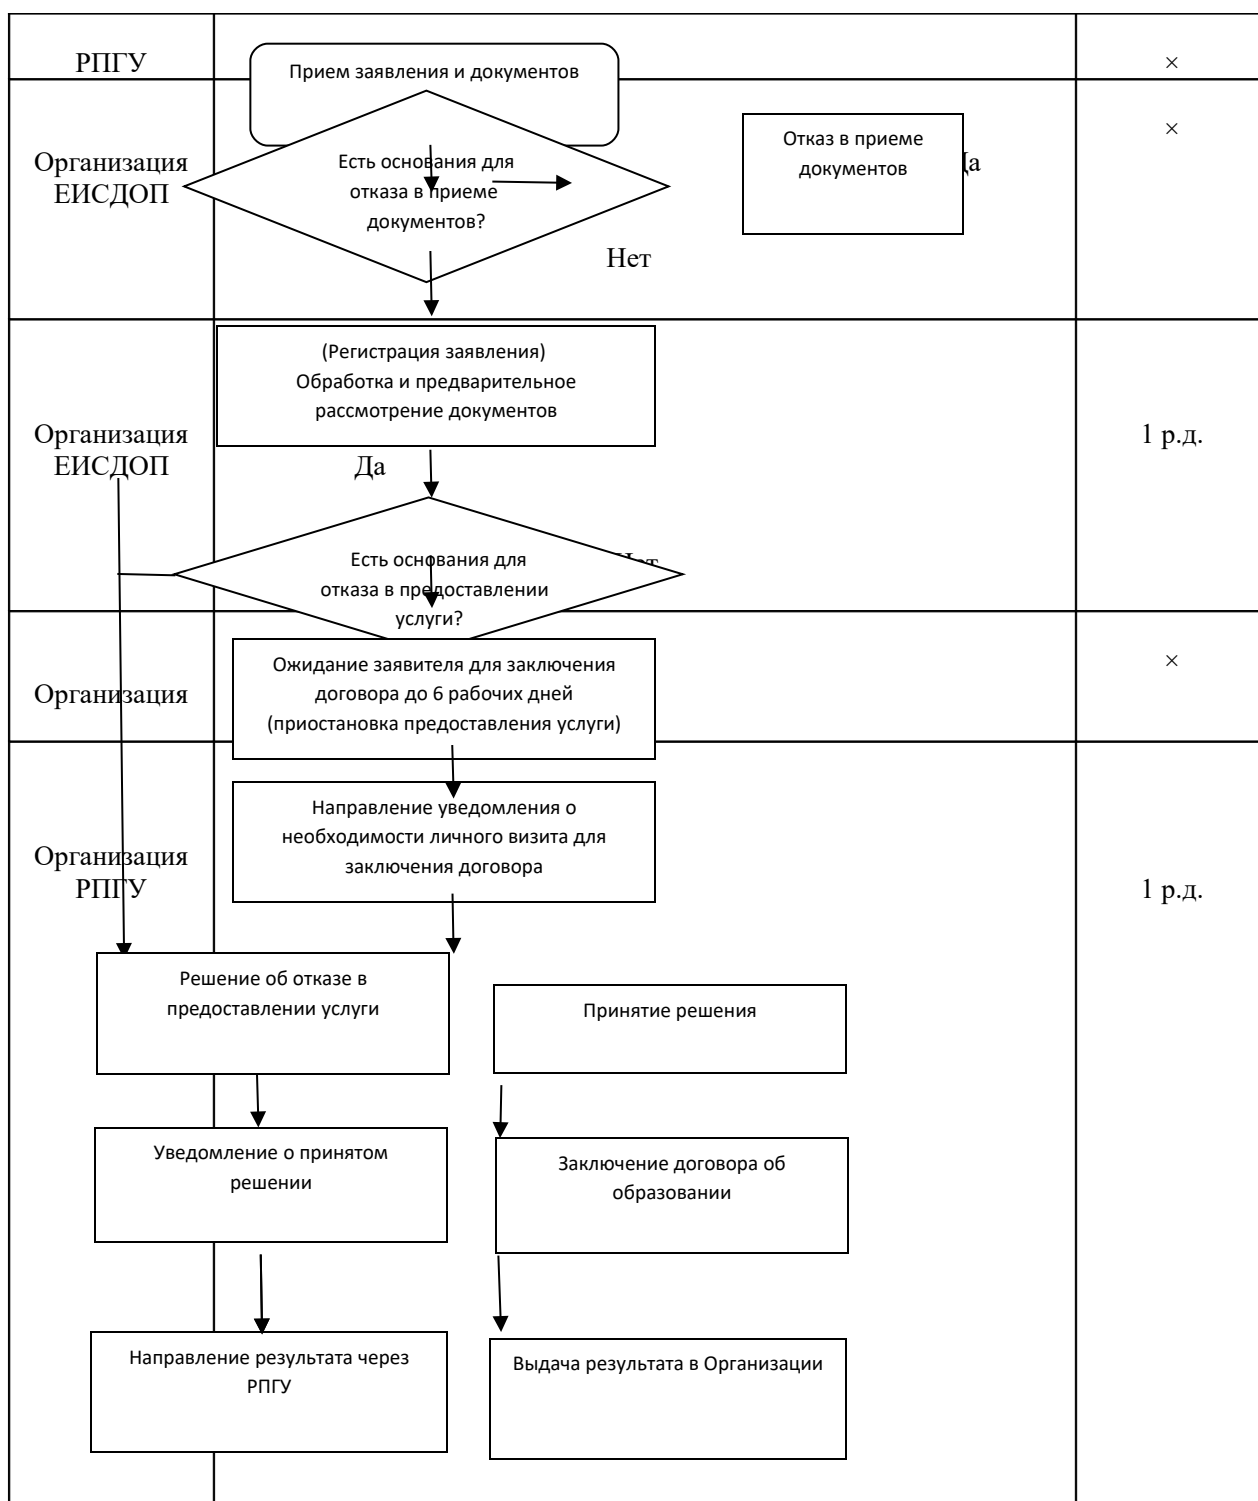 РПГУ
Прием заявления и документов
×
Организация
ЕИСДОП
Есть основания для
отказа в приеме
документов?
Отказ в приеме
документов
Да
×
Нет
(Регистрация заявления)
Обработка и предварительное
рассмотрение документов
Организация
ЕИСДОП
1 р.д.
Да
Есть основания для
отказа в предоставлении
услуги?
Нет
Организация
Ожидание заявителя для заключения
договора до 6 рабочих дней
(приостановка предоставления услуги)
×
Направление уведомления о
необходимости личного визита для
заключения договора
Организация
РПГУ
1 р.д.
Решение об отказе в
предоставлении услуги
Принятие решения
Уведомление о принятом
решении
Заключение договора об
образовании
Направление результата через
РПГУ
Выдача результата в Организации